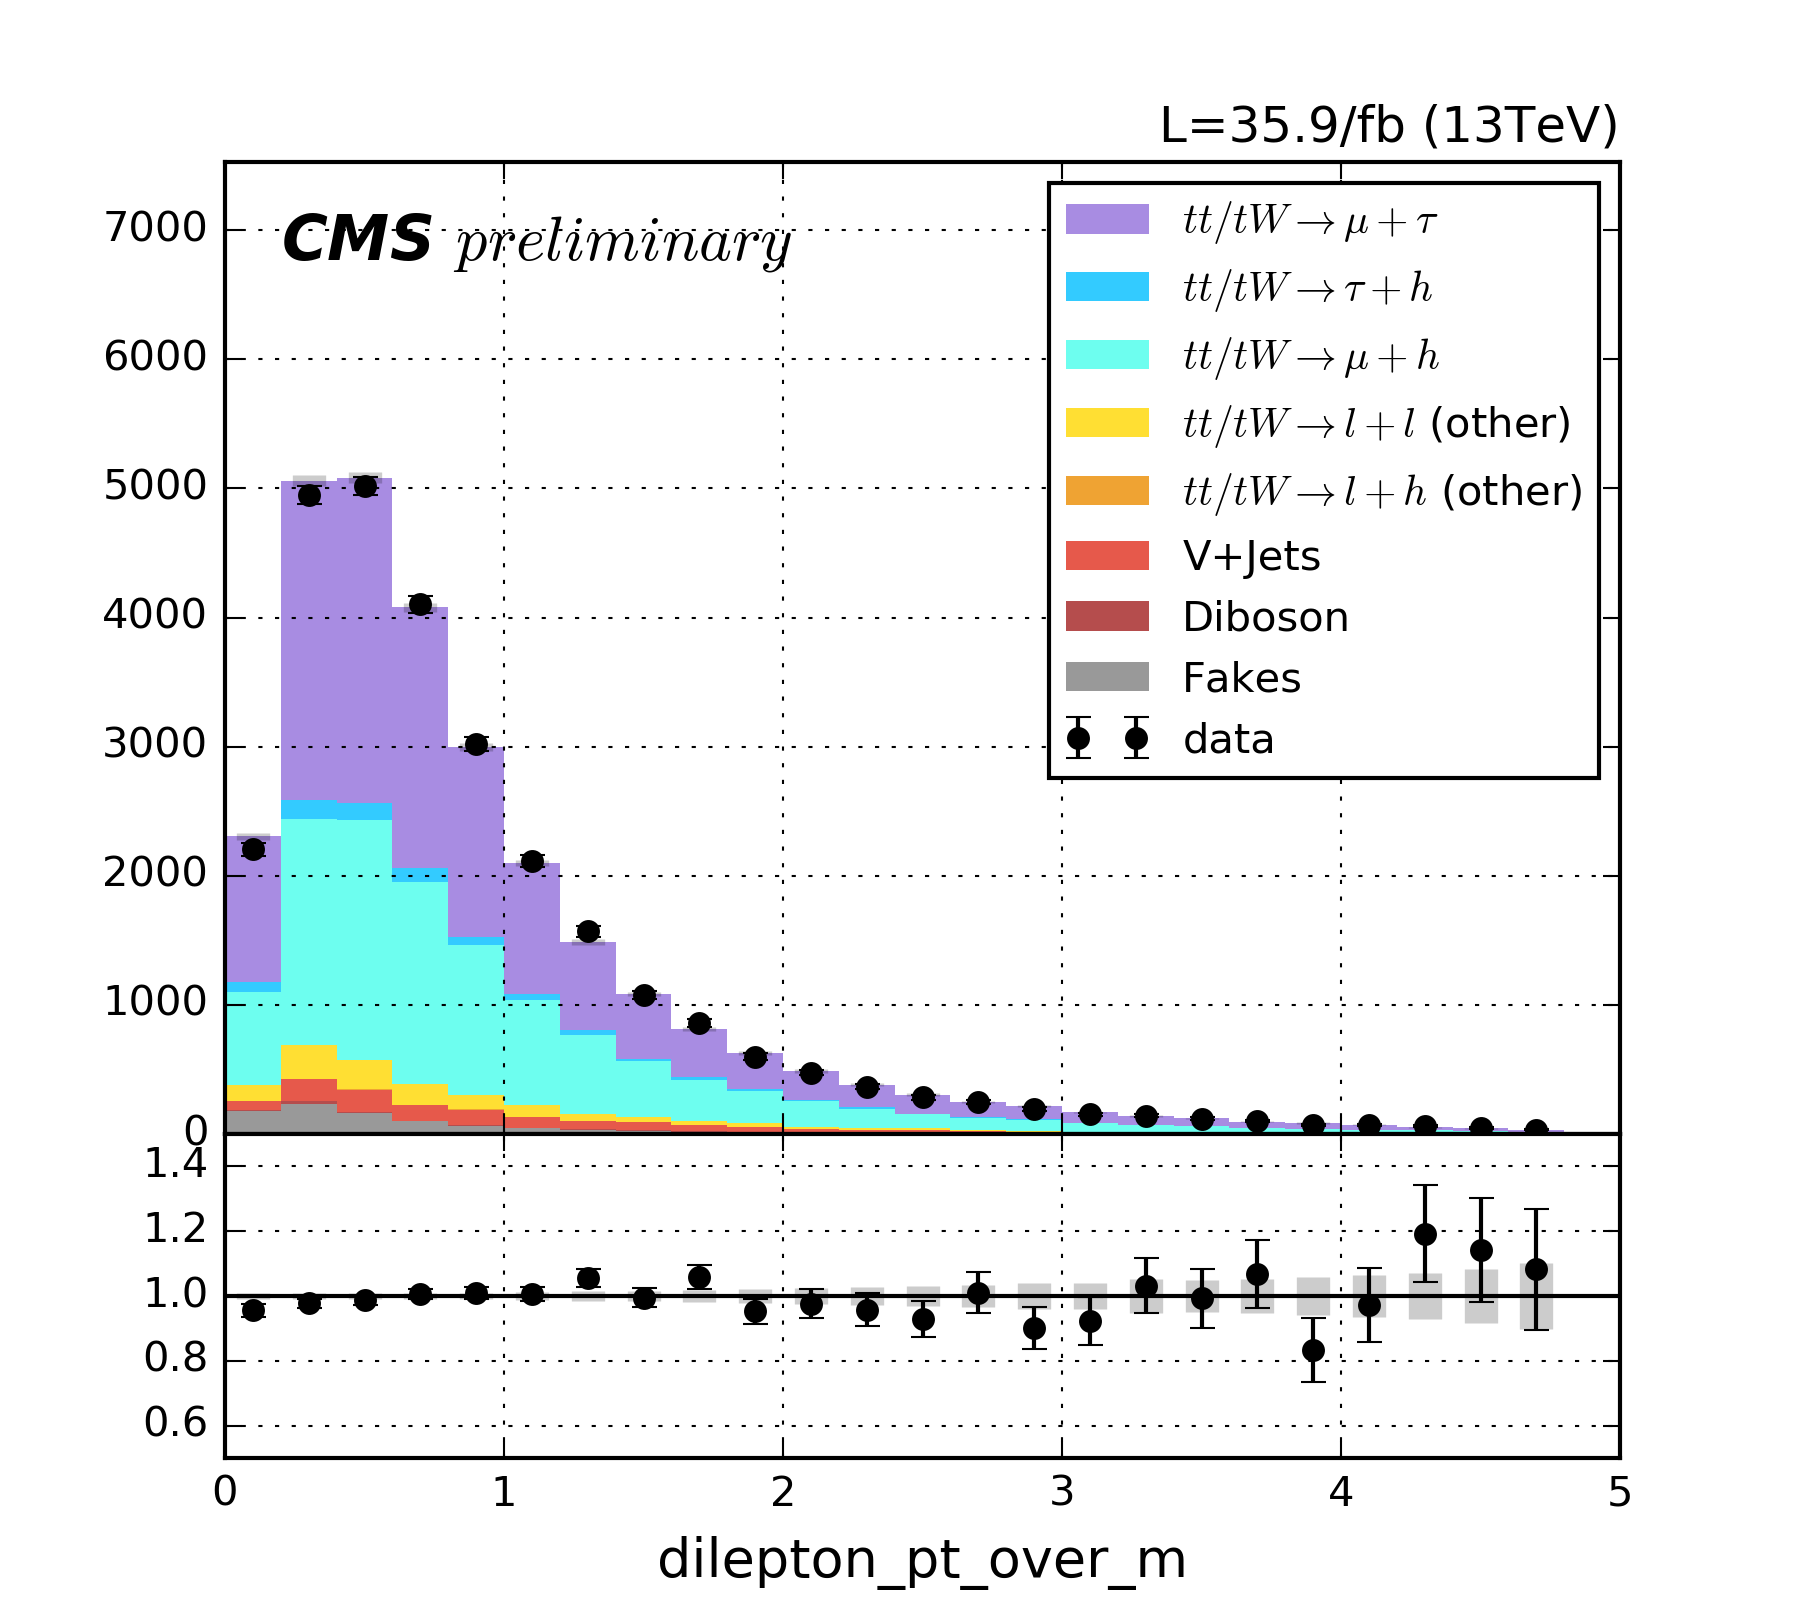 L=35.9/fb (13TeV)
CMS preliminary
7000
6000
5000
4000
3000
2000
1000
0
tt/tW → μ + τ
tt/tW → τ + h
tt/tW → μ + h
tt/tW → l + l (other)
tt/tW → l + h (other)
V+Jets
Diboson
Fakes
data
1.4
1.2
1.0
0.8
0.6
0 1 2 3 4 5
dilepton_pt_over_m